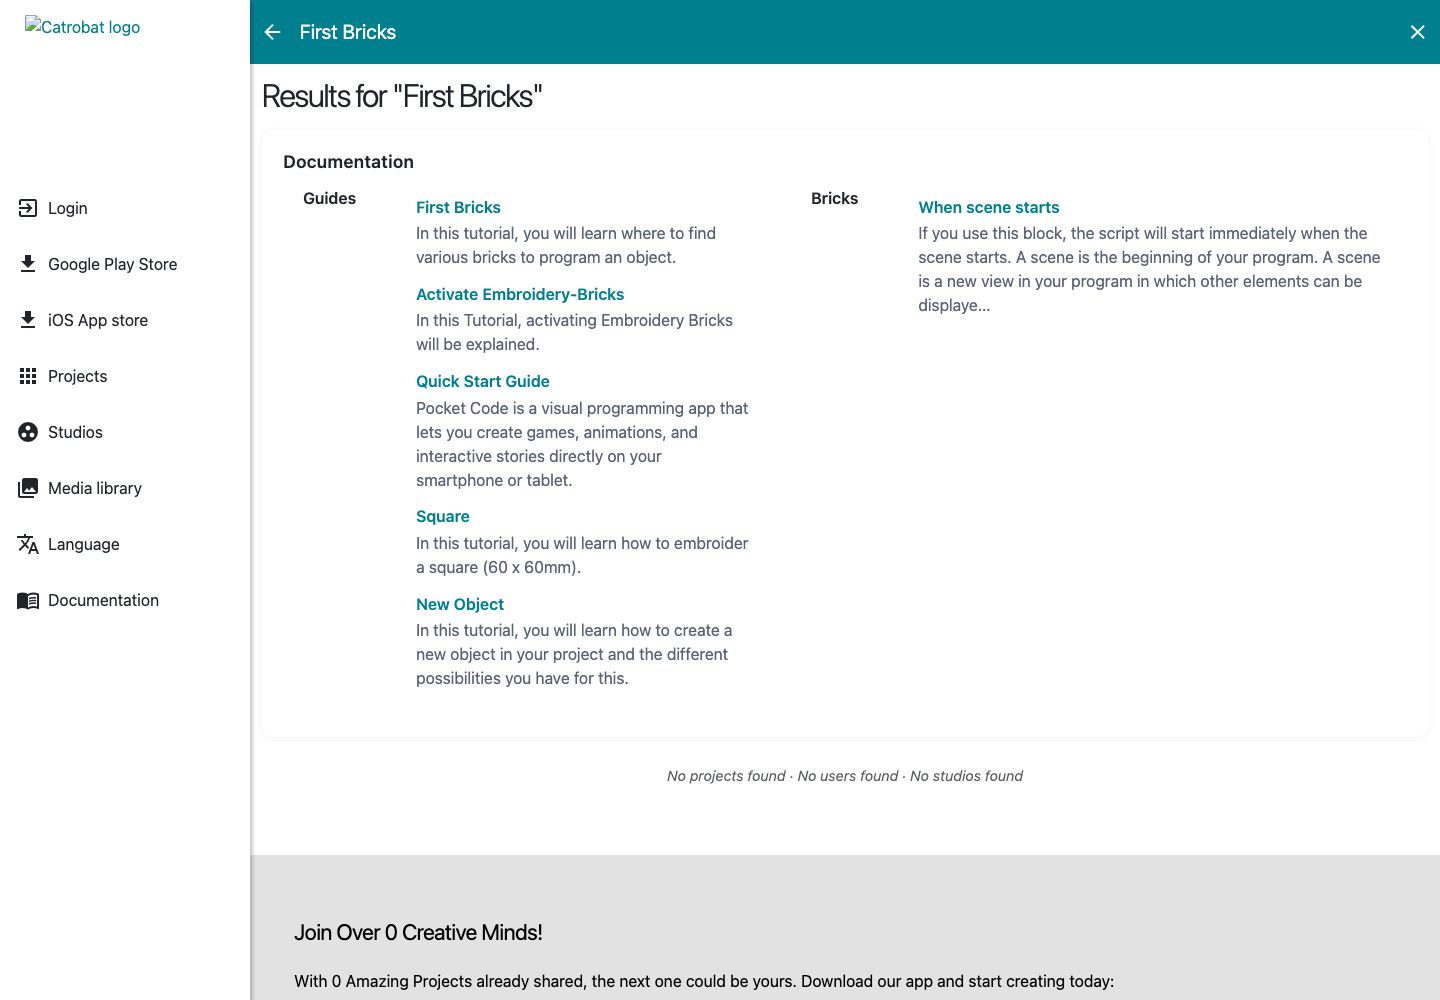 Catrobat logo
Login
Google Play Store
iOS App store
Projects
Studios
Media library
Language
Documentation
First Bricks
Results for "First Bricks"
Documentation
Guides
First Bricks
In this tutorial, you will learn where to find
various bricks to program an object.
Activate Embroidery-Bricks
In this Tutorial, activating Embroidery Bricks
will be explained.
Quick Start Guide
Pocket Code is a visual programming app that
lets you create games, animations, and
interactive stories directly on your
smartphone or tablet.
Square
In this tutorial, you will learn how to embroider
a square (60 x 60mm).
New Object
In this tutorial, you will learn how to create a
new object in your project and the different
possibilities you have for this.
Bricks
When scene starts
If you use this block, the script will start immediately when the
scene starts. A scene is the beginning of your program. A scene
is a new view in your program in which other elements can be
displaye...
No projects found · No users found · No studios found
Join Over 0 Creative Minds!
With 0 Amazing Projects already shared, the next one could be yours. Download our app and start creating today: